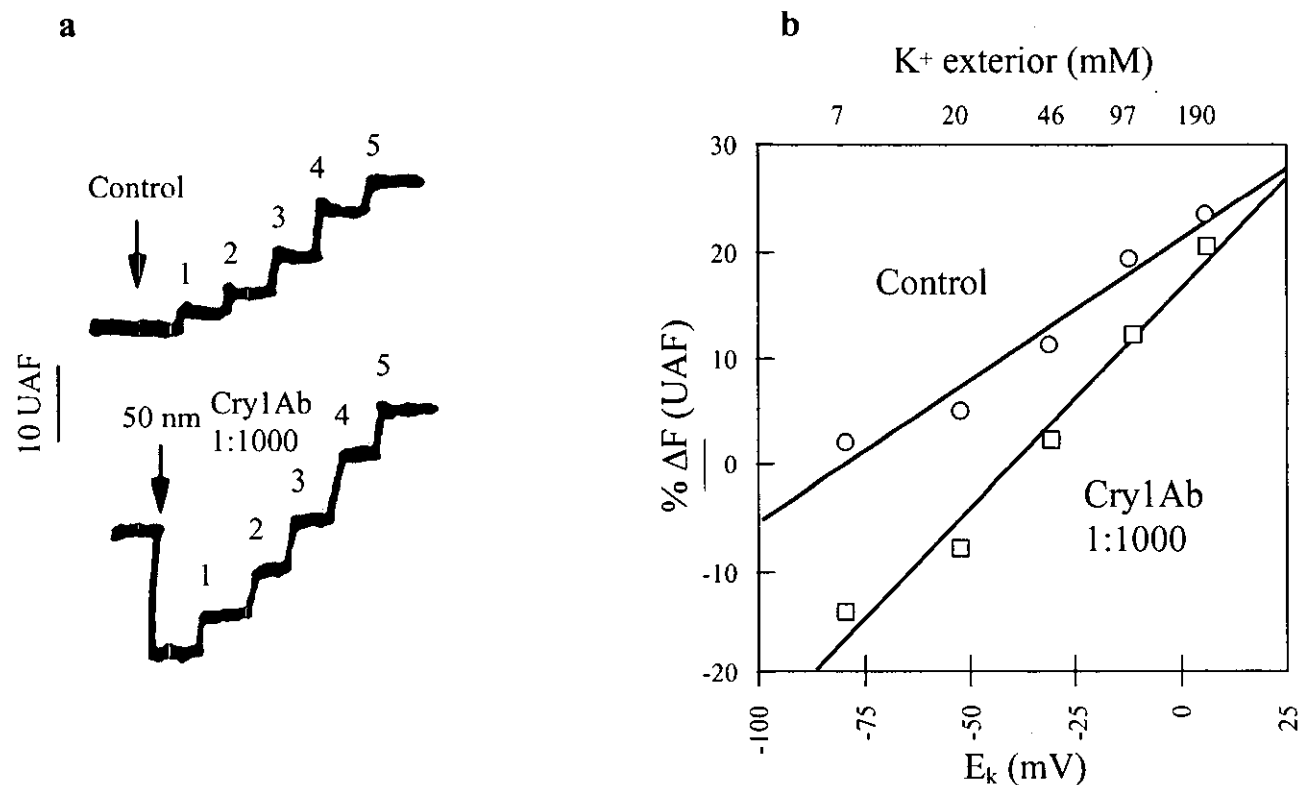 a
Control
1
2
3
4
5
10 UAF
50 nm
Cry1Ab
1:1000
1
2
3
4
5
b
K+ exterior (mM)
7 20 46 97 190
30
20
10
0
-10
-20
% ΔF (UAF)
Control
Cry1Ab
1:1000
-100 -75 -50 -25 0 25
Ek (mV)